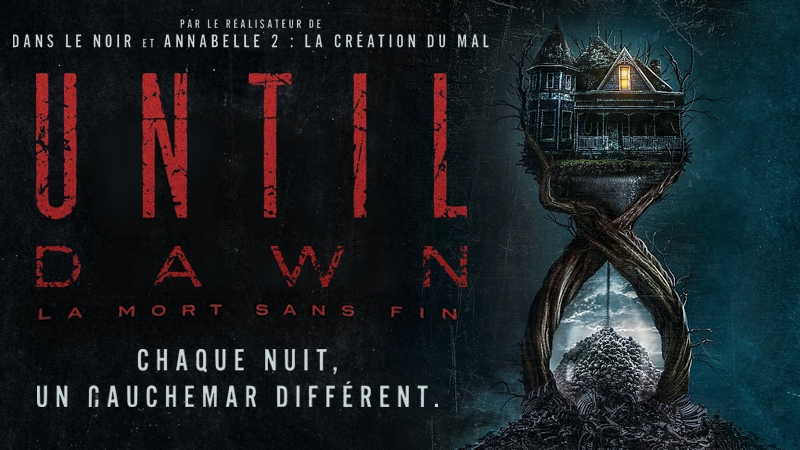 PAR LE RÉALISATEUR DE
DANS LE NOIR ET ANNABELLE 2 : LA CRÉATION DU MAL
UNTIL
DAWN
LA MORT SANS FIN
CHAQUE NUIT,
UN CAUCHEMAR DIFFÉRENT.